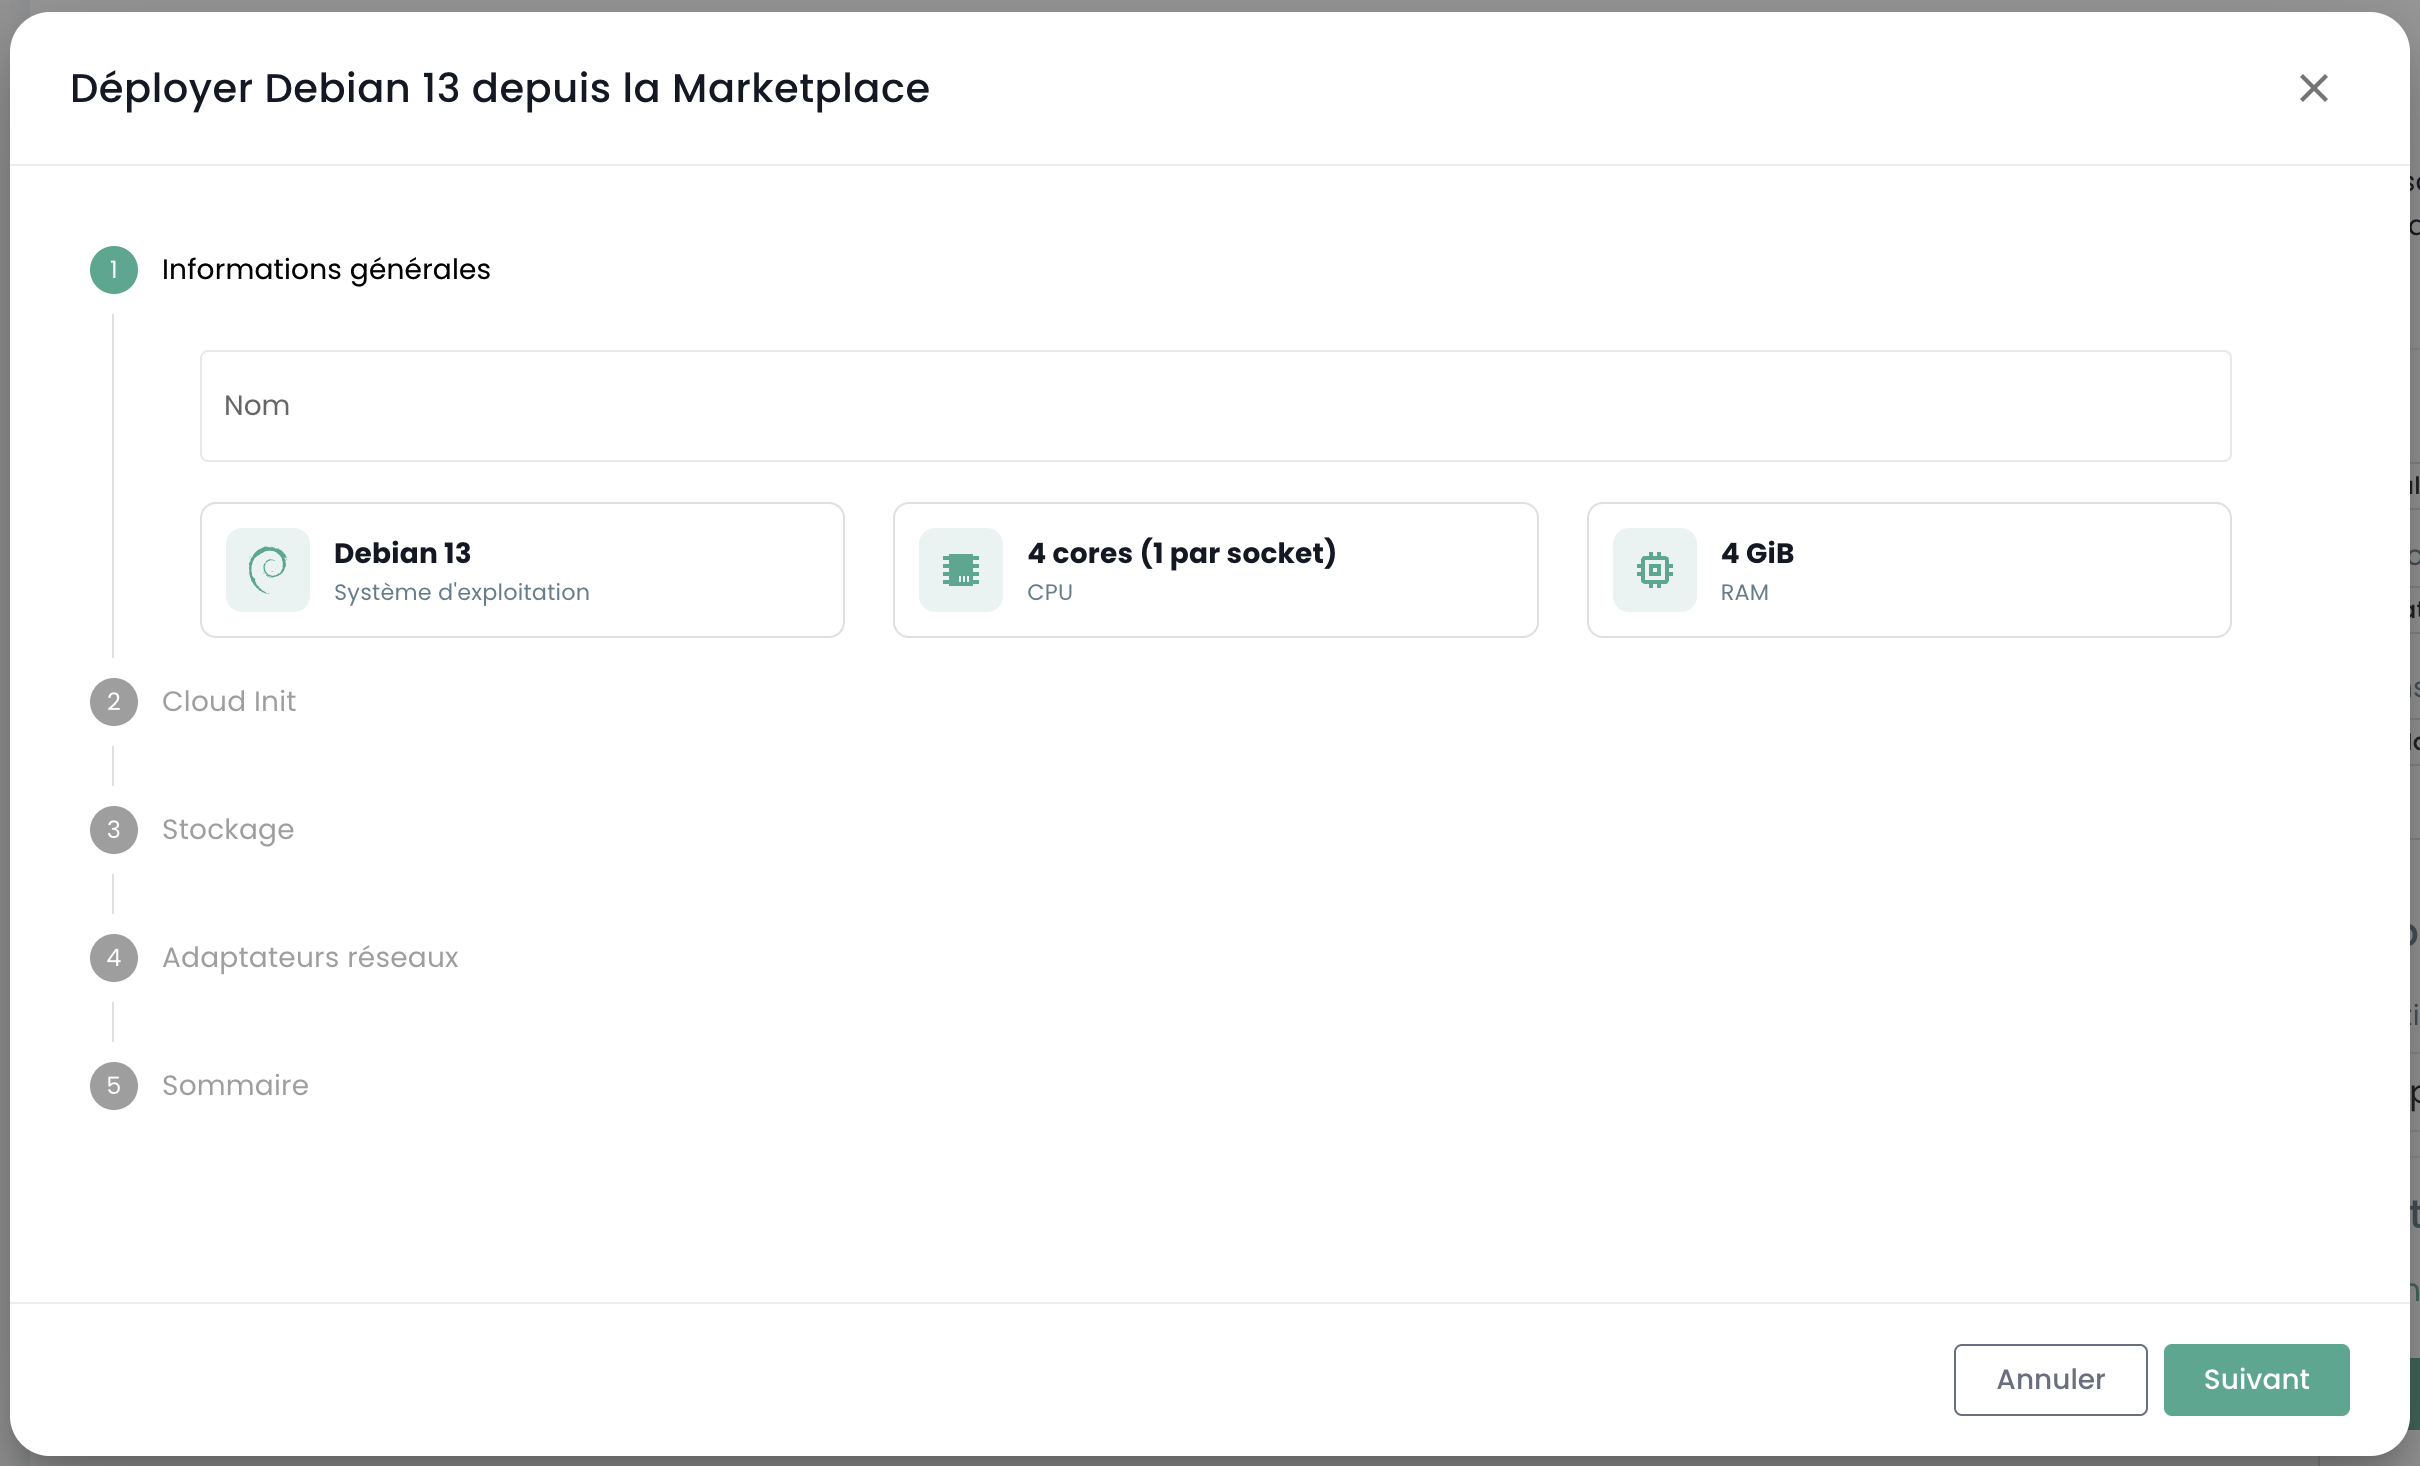 Déployer Debian 13 depuis la Marketplace
1 Informations générales
Nom
Debian 13
Système d'exploitation
4 cores (1 par socket)
CPU
4 GiB
RAM
2 Cloud Init
3 Stockage
4 Adaptateurs réseaux
5 Sommaire
Annuler Suivant